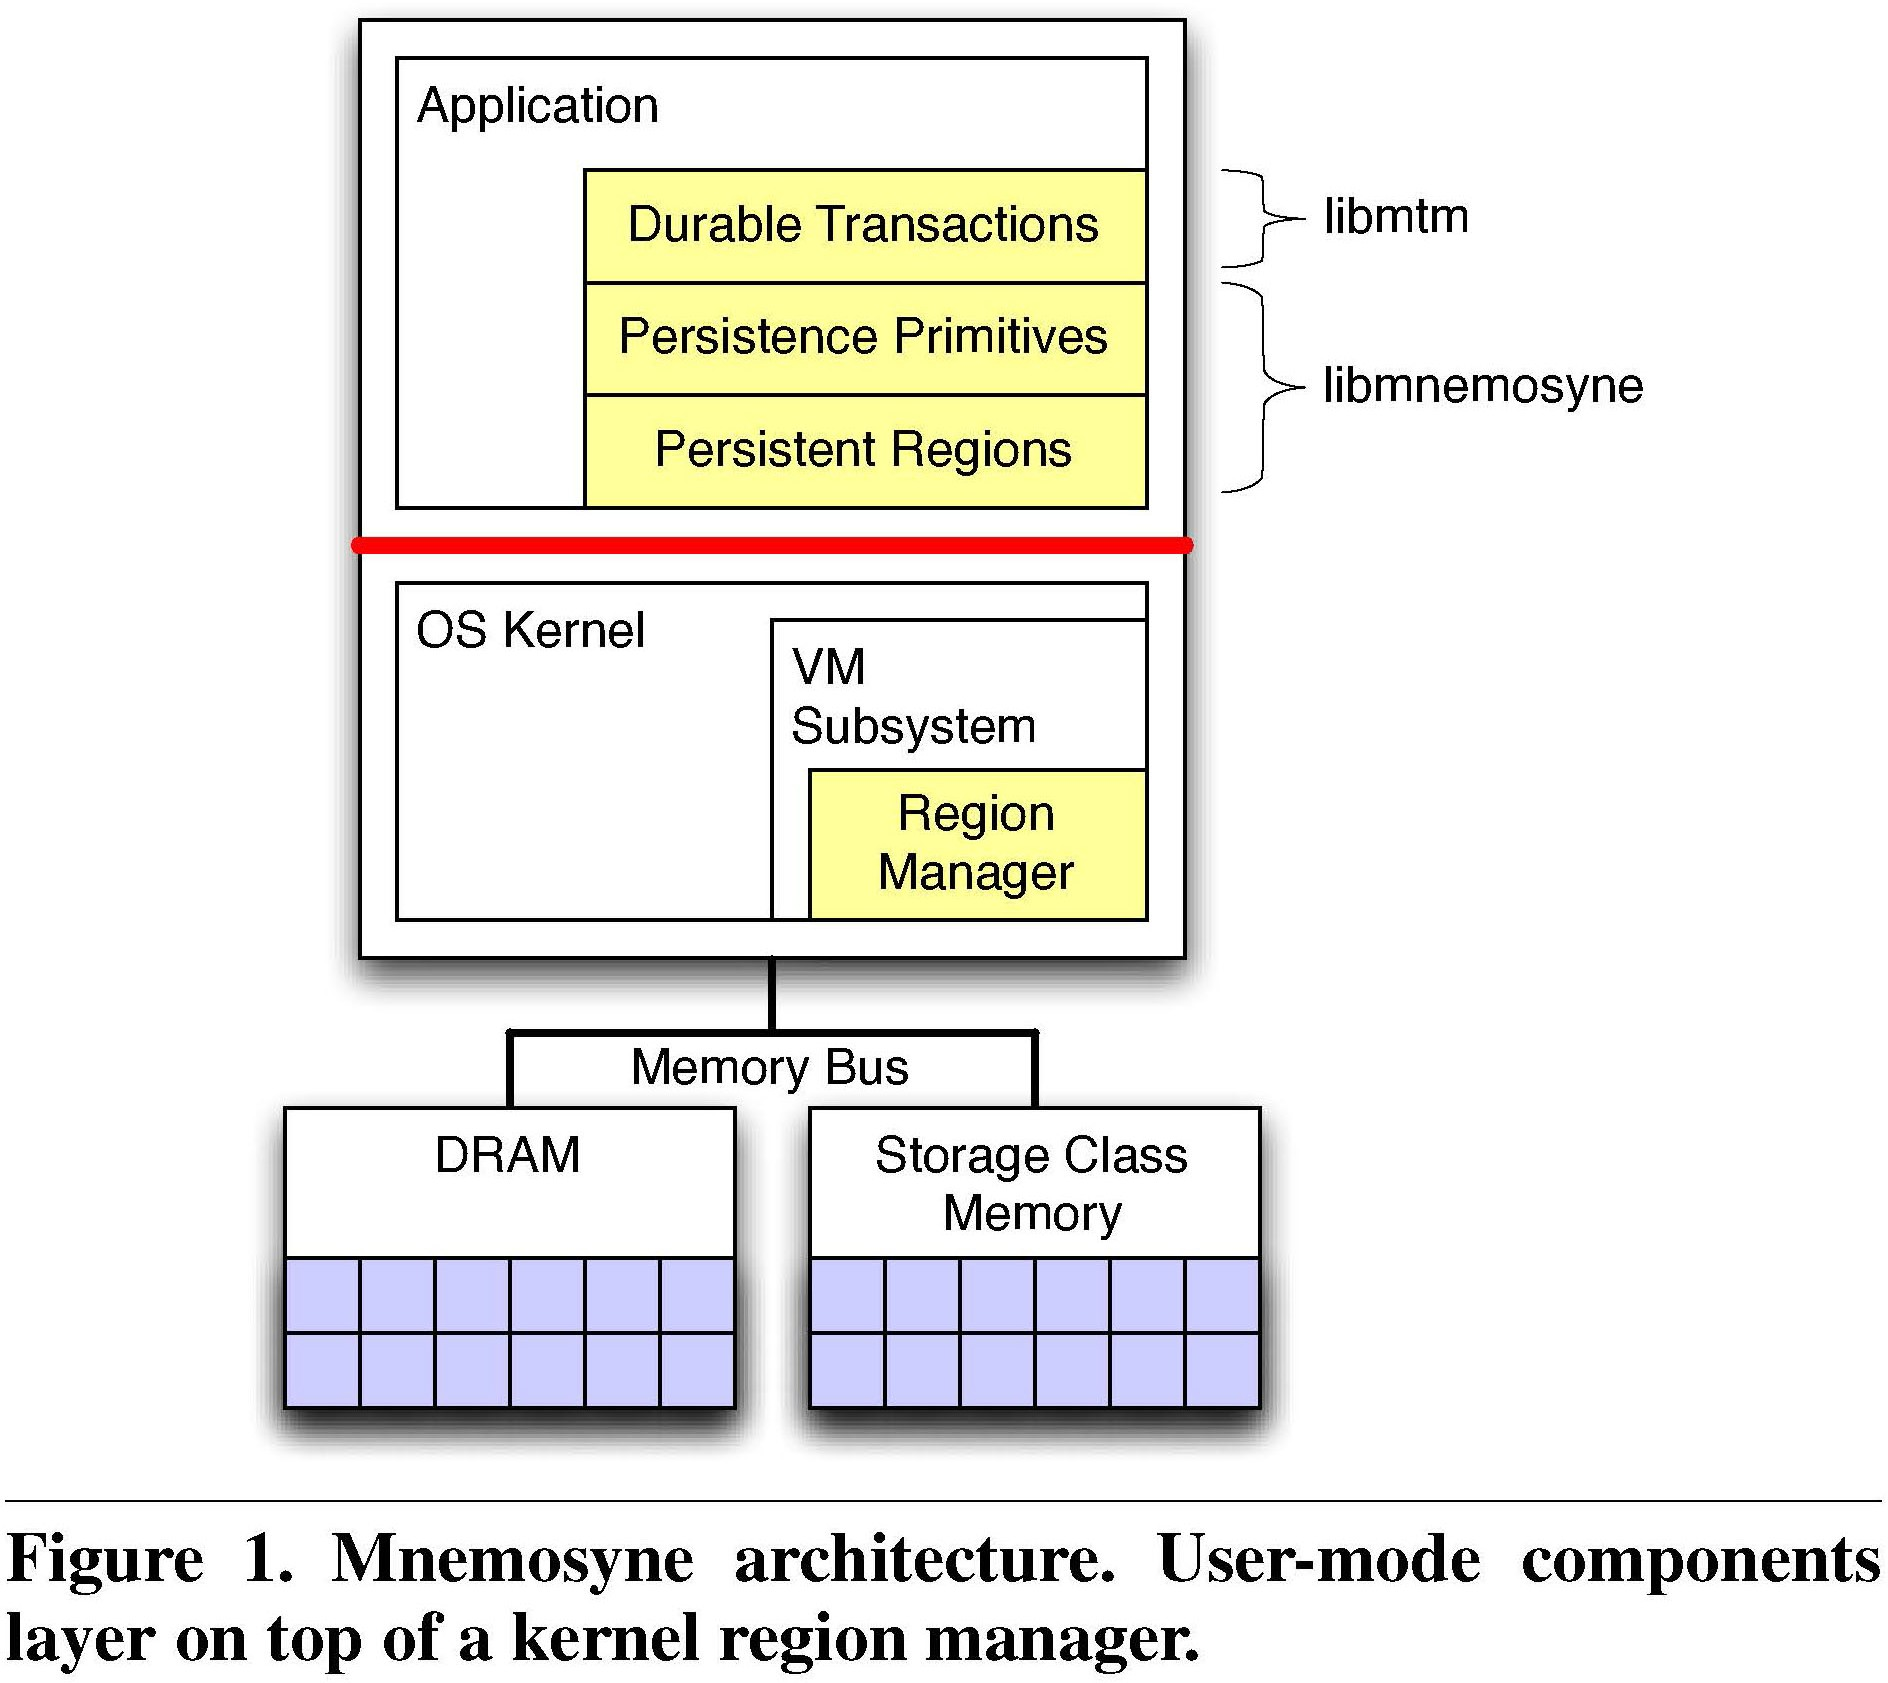 Application
Durable Transactions
libmtm
Persistence Primitives
libmnemosyne
Persistent Regions
OS Kernel
VM
Subsystem
Region
Manager
Memory Bus
DRAM
Storage Class
Memory
Figure 1. Mnemosyne architecture. User-mode components
layer on top of a kernel region manager.